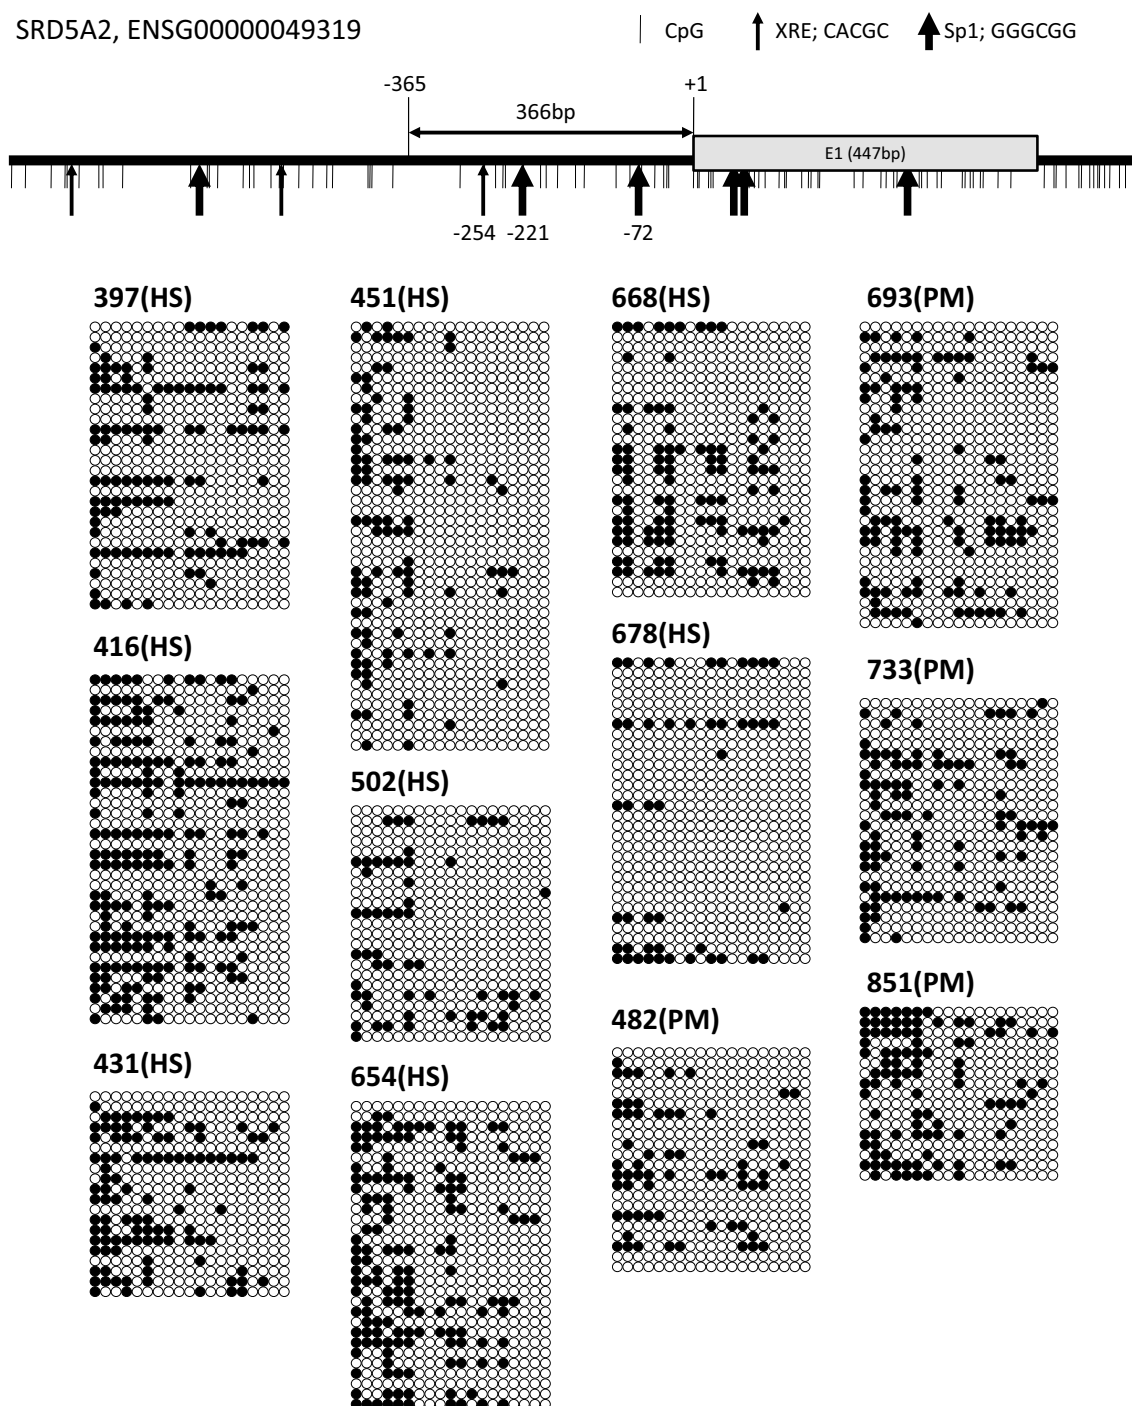 SRD5A2, ENSG00000049319
CpG
XRE; CACGC
Sp1; GGGCGG
-365
+1
366bp
E1 (447bp)
-254
-221
-72
397(HS)
451(HS)
668(HS)
693(PM)
416(HS)
678(HS)
733(PM)
502(HS)
851(PM)
482(PM)
431(HS)
654(HS)